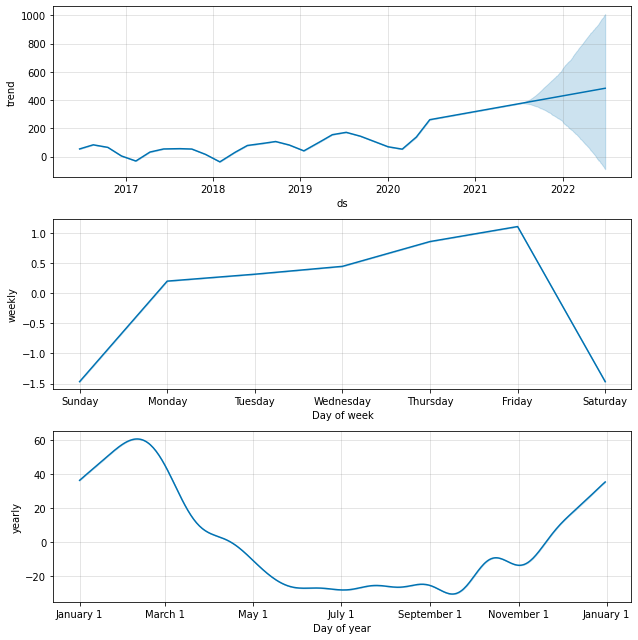 1000
800
600
400
200
0
trend
2017 2018 2019 2020 2021 2022
ds
1.0
0.5
0.0
−0.5
−1.0
−1.5
weekly
Sunday Monday Tuesday Wednesday Thursday Friday Saturday
Day of week
60
40
20
0
−20
yearly
January 1 March 1 May 1 July 1 September 1 November 1 January 1
Day of year